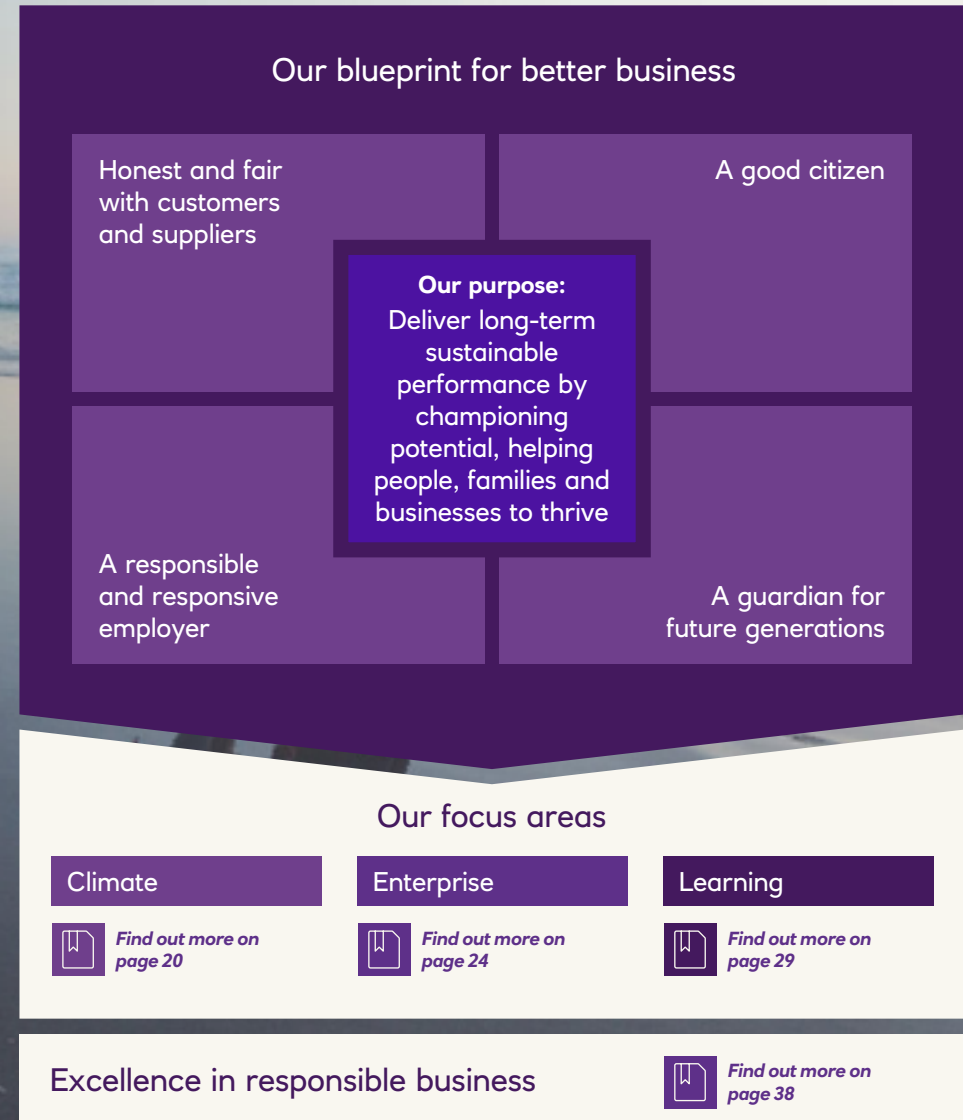 Our blueprint for better business
Honest and fair
with customers
and suppliers
A good citizen
Our purpose:
Deliver long-term
sustainable
performance by
championing
potential, helping
people, families and
businesses to thrive
A responsible
and responsive
employer
A guardian for
future generations
Our focus areas
Climate
Find out more on
page 20
Enterprise
Find out more on
page 24
Learning
Find out more on
page 29
Excellence in responsible business
Find out more on
page 38